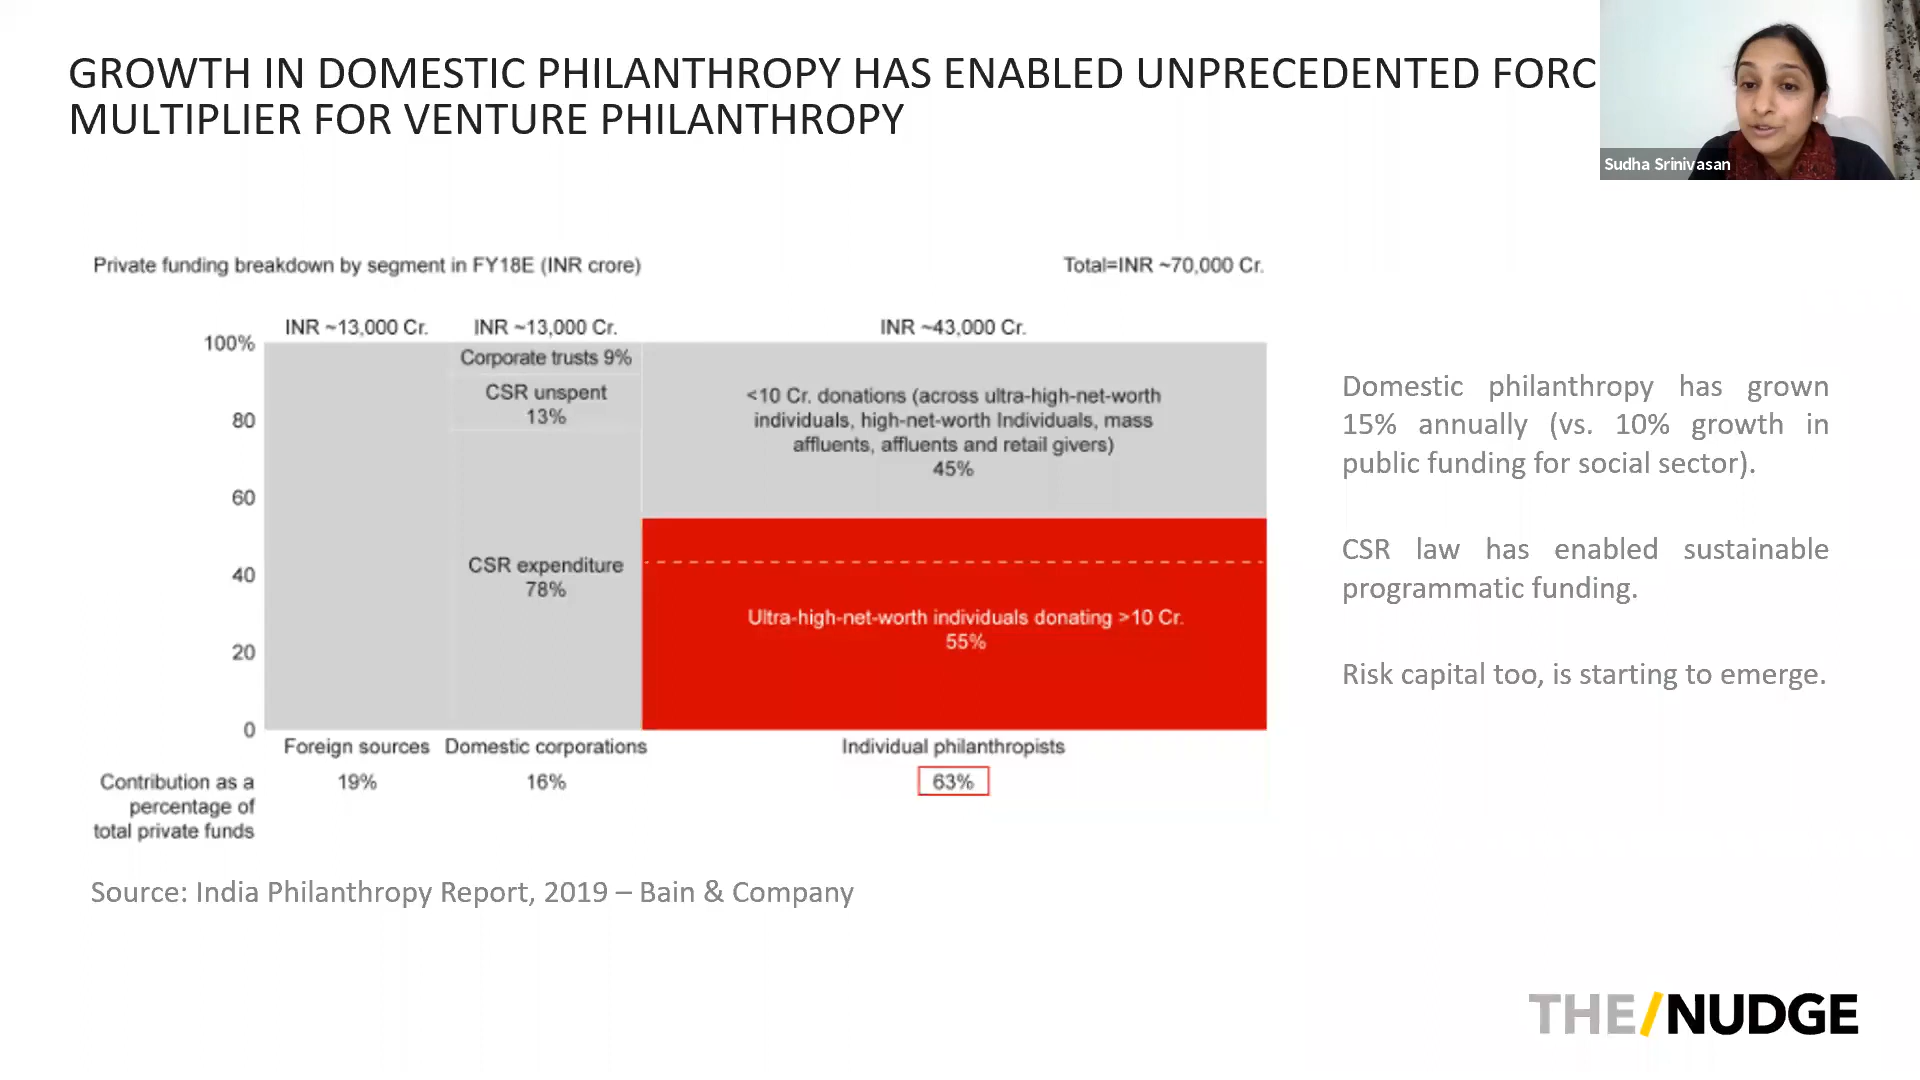 GROWTH IN DOMESTIC PHILANTHROPY HAS ENABLED UNPRECEDENTED FORC
MULTIPLIER FOR VENTURE PHILANTHROPY
Sudha Srinivasan
Private funding breakdown by segment in FY18E (INR crore)
Total=INR ~70,000 Cr.
INR ~13,000 Cr.
INR ~13,000 Cr.
INR ~43,000 Cr.
100%
80
60
40
20
0
Corporate trusts 9%
CSR unspent
13%
CSR expenditure
78%
<10 Cr. donations (across ultra-high-net-worth
individuals, high-net-worth Individuals, mass
affluents, affluents and retail givers)
45%
Ultra-high-net-worth individuals donating >10 Cr.
55%
Foreign sources
Domestic corporations
Individual philanthropists
Contribution as a
percentage of
total private funds
19%
16%
63%
Domestic philanthropy has grown
15% annually (vs. 10% growth in
public funding for social sector).
CSR law has enabled sustainable
programmatic funding.
Risk capital too, is starting to emerge.
Source: India Philanthropy Report, 2019 – Bain & Company
THE/NUDGE